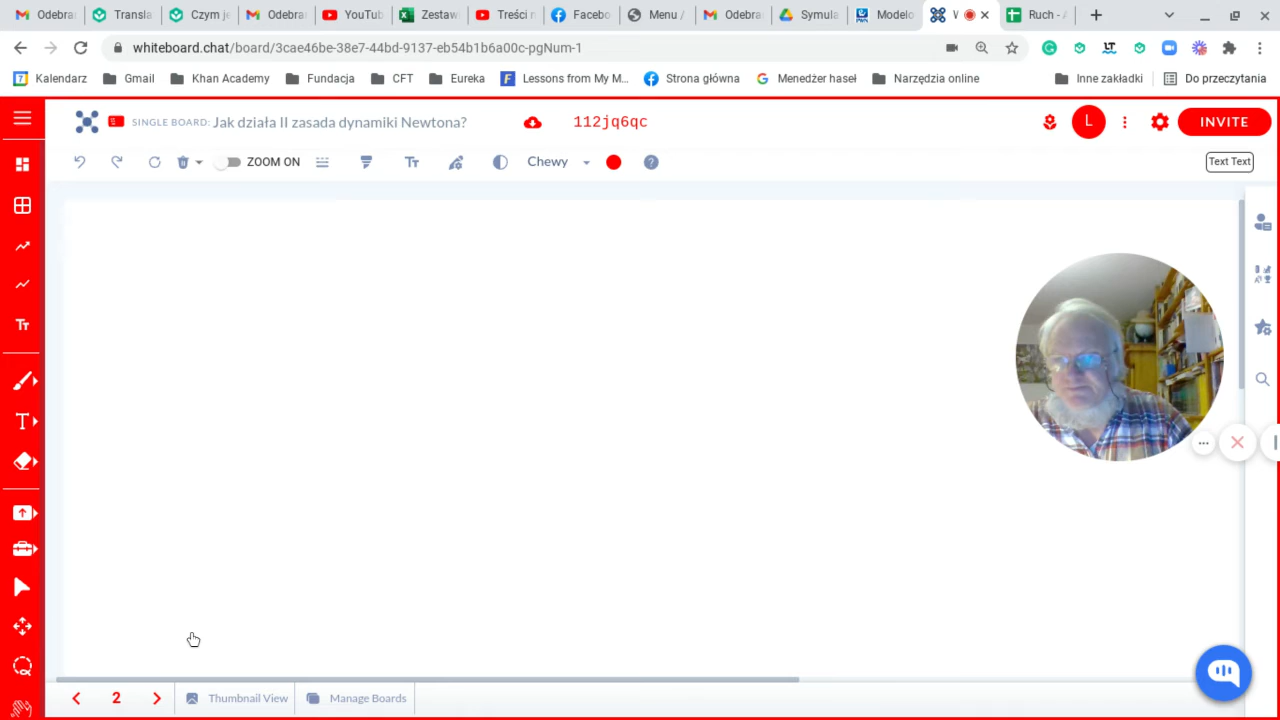 Odebra
Transla
Czym je
Odebra
YouTub
Zestawi
Treści n
Facebo
Menu /
Odebra
Symula
Modelo
Ruch - A
whiteboard.chat/board/3cae46be-38e7-44bd-9137-eb54b1b6a00c-pgNum-1
7 Kalendarz
Gmail
Khan Academy
Fundacja
CFT
Eureka
Lessons from My M...
Strona główna
Menedżer haseł
Narzędzia online
Inne zakładki
Do przeczytania
SINGLE BOARD: Jak działa II zasada dynamiki Newtona?
112jq6qc
L
INVITE
ZOOM ON
Chewy
Text Text
2
Thumbnail View
Manage Boards